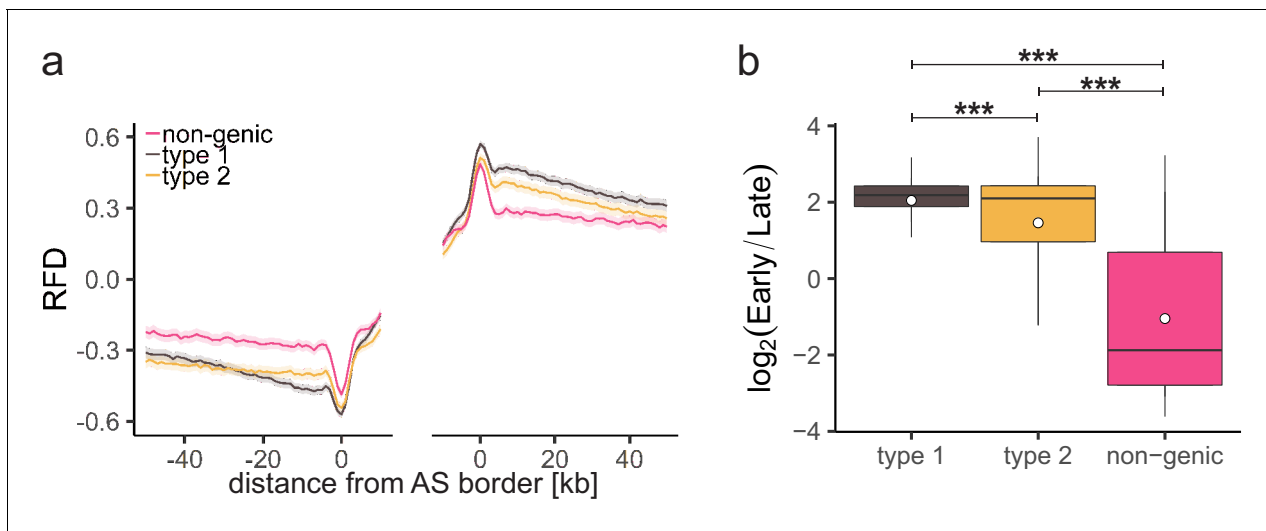 a
non-genic
type 1
type 2
RFD
0.6
0.3
0.0
-0.3
-0.6
-40
-20
0
0
20
40
distance from AS border [kb]
b
***
***
***
log₂(Early/Late)
4
2
0
−2
−4
type 1
type 2
non−genic